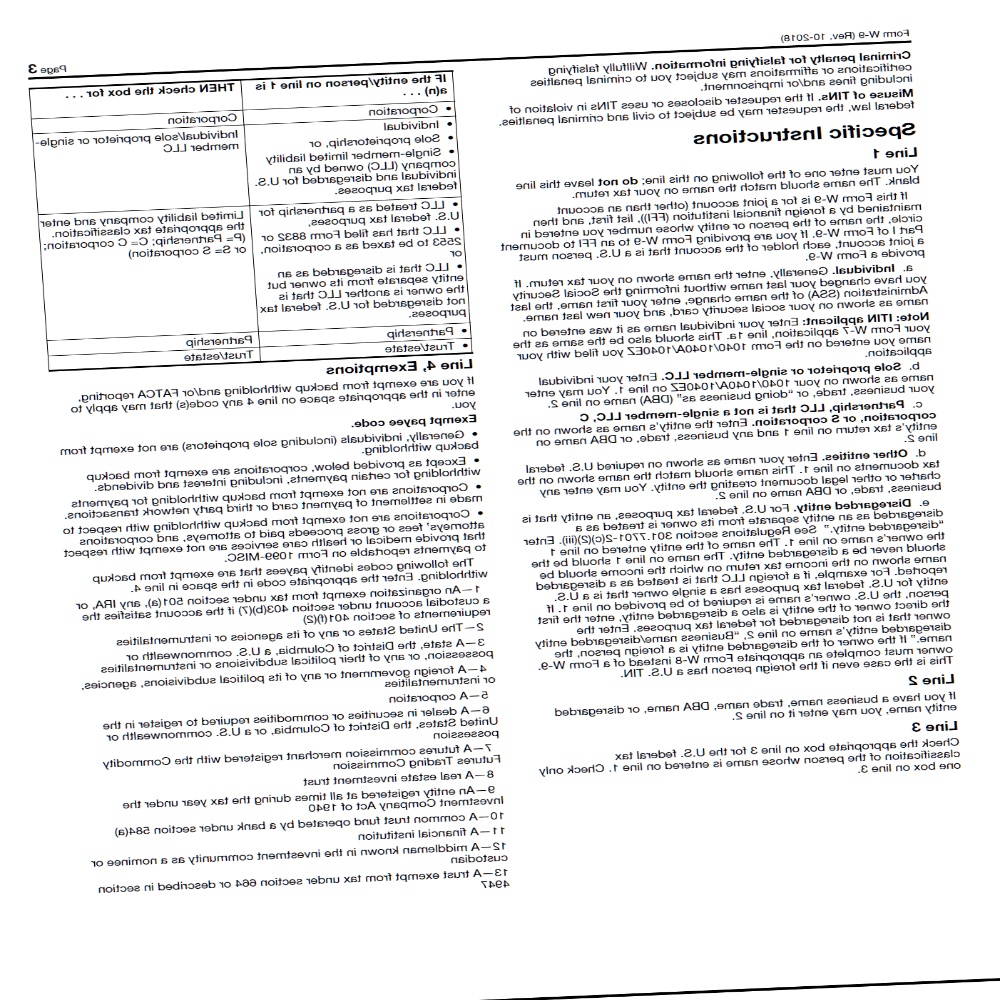 Form W-9 (Rev. 10-2018)
Page 3
Criminal penalty for falsifying information. Willfully falsifying
certifications or affirmations may subject you to criminal penalties
including fines and/or imprisonment.
Misuse of TINs. If the requester discloses or uses TINs in violation of
federal law, the requester may be subject to civil and criminal penalties.
Specific Instructions
Line 1
You must enter one of the following on this line; do not leave this line
blank. The name should match the name on your tax return.
If this Form W-9 is for a joint account (other than an account
maintained by a foreign financial institution (FFI)), list first, and then
circle, the name of the person or entity whose number you entered in
Part I of Form W-9. If you are providing Form W-9 to an FFI to document
a joint account, each holder of the account that is a U.S. person must
provide a Form W-9.
a. Individual. Generally, enter the name shown on your tax return. If
you have changed your last name without informing the Social Security
Administration (SSA) of the name change, enter your first name, the last
name as shown on your social security card, and your new last name.
Note: ITIN applicant: Enter your individual name as it was entered on
your Form W-7 application, line 1a. This should also be the same as the
name you entered on the Form 1040/1040A/1040EZ you filed with your
application.
b. Sole proprietor or single-member LLC. Enter your individual
name as shown on your 1040/1040A/1040EZ on line 1. You may enter
your business, trade, or “doing business as” (DBA) name on line 2.
c. Partnership, LLC that is not a single-member LLC, C
corporation, or S corporation. Enter the entity's name as shown on the
entity's tax return on line 1 and any business, trade, or DBA name on
line 2.
d. Other entities. Enter your name as shown on required U.S. federal
tax documents on line 1. This name should match the name shown on the
charter or other legal document creating the entity. You may enter any
business, trade, or DBA name on line 2.
e. Disregarded entity. For U.S. federal tax purposes, an entity that is
disregarded as an entity separate from its owner is treated as a
“disregarded entity.” See Regulations section 301.7701-2(c)(2)(iii). Enter
the owner's name on line 1. The name of the entity entered on line 1
should never be a disregarded entity. The name on line 1 should be the
name shown on the income tax return on which the income should be
reported. For example, if a foreign LLC that is treated as a disregarded
entity for U.S. federal tax purposes has a single owner that is a U.S.
person, the U.S. owner's name is required to be provided on line 1. If
the direct owner of the entity is also a disregarded entity, enter the first
owner that is not disregarded for federal tax purposes. Enter the
disregarded entity's name on line 2, “Business name/disregarded entity
name.” If the owner of the disregarded entity is a foreign person, the
owner must complete an appropriate Form W-8 instead of a Form W-9.
This is the case even if the foreign person has a U.S. TIN.
Line 2
If you have a business name, trade name, DBA name, or disregarded
entity name, you may enter it on line 2.
Line 3
Check the appropriate box on line 3 for the U.S. federal tax
classification of the person whose name is entered on line 1. Check only
one box on line 3.
IF the entity/person on line 1 is
a(n) . . .
THEN check the box for . . .
• Corporation
Corporation
• Individual
• Sole proprietorship, or
• Single-member limited liability
company (LLC) owned by an
individual and disregarded for U.S.
federal tax purposes.
Individual/sole proprietor or single-
member LLC
• LLC treated as a partnership for
U.S. federal tax purposes,
• LLC that has filed Form 8832 or
2553 to be taxed as a corporation,
or
• LLC that is disregarded as an
entity separate from its owner but
the owner is another LLC that is
not disregarded for U.S. federal tax
purposes.
Limited liability company and enter
the appropriate tax classification.
(P= Partnership; C= C corporation;
or S= S corporation)
• Partnership
Partnership
• Trust/estate
Trust/estate
Line 4, Exemptions
If you are exempt from backup withholding and/or FATCA reporting,
enter in the appropriate space on line 4 any code(s) that may apply to
you.
Exempt payee code.
• Generally, individuals (including sole proprietors) are not exempt from
backup withholding.
• Except as provided below, corporations are exempt from backup
withholding for certain payments, including interest and dividends.
• Corporations are not exempt from backup withholding for payments
made in settlement of payment card or third party network transactions.
• Corporations are not exempt from backup withholding with respect to
attorneys' fees or gross proceeds paid to attorneys, and corporations
that provide medical or health care services are not exempt with respect
to payments reportable on Form 1099-MISC.
The following codes identify payees that are exempt from backup
withholding. Enter the appropriate code in the space in line 4.
1—An organization exempt from tax under section 501(a), any IRA, or
a custodial account under section 403(b)(7) if the account satisfies the
requirements of section 401(f)(2)
2—The United States or any of its agencies or instrumentalities
3—A state, the District of Columbia, a U.S. commonwealth or
possession, or any of their political subdivisions or instrumentalities
4—A foreign government or any of its political subdivisions, agencies,
or instrumentalities
5—A corporation
6—A dealer in securities or commodities required to register in the
United States, the District of Columbia, or a U.S. commonwealth or
possession
7—A futures commission merchant registered with the Commodity
Futures Trading Commission
8—A real estate investment trust
9—An entity registered at all times during the tax year under the
Investment Company Act of 1940
10—A common trust fund operated by a bank under section 584(a)
11—A financial institution
12—A middleman known in the investment community as a nominee or
custodian
13—A trust exempt from tax under section 664 or described in section
4947